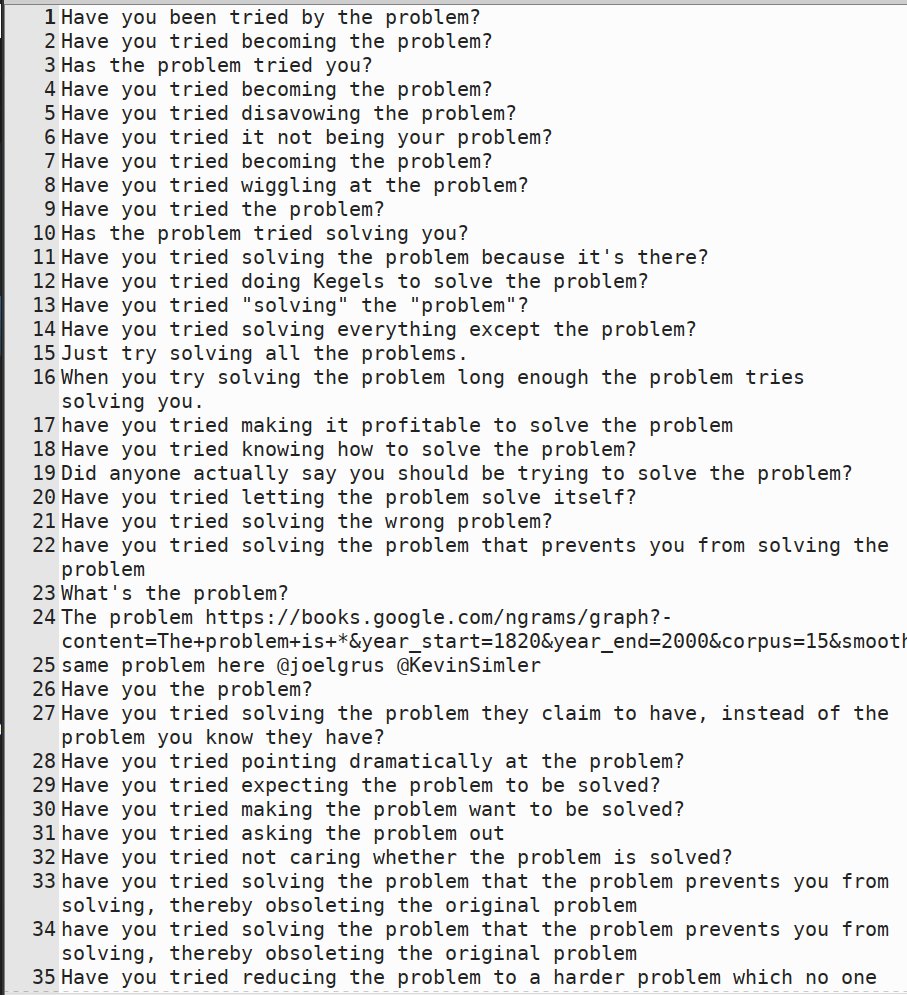 1 Have you been tried by the problem?
2 Have you tried becoming the problem?
3 Has the problem tried you?
4 Have you tried becoming the problem?
5 Have you tried disavowing the problem?
6 Have you tried it not being your problem?
7 Have you tried becoming the problem?
8 Have you tried wiggling at the problem?
9 Have you tried the problem?
10 Has the problem tried solving you?
11 Have you tried solving the problem because it's there?
12 Have you tried doing Kegels to solve the problem?
13 Have you tried "solving" the "problem"?
14 Have you tried solving everything except the problem?
15 Just try solving all the problems.
16 When you try solving the problem long enough the problem tries
solving you.
17 have you tried making it profitable to solve the problem
18 Have you tried knowing how to solve the problem?
19 Did anyone actually say you should be trying to solve the problem?
20 Have you tried letting the problem solve itself?
21 Have you tried solving the wrong problem?
22 have you tried solving the problem that prevents you from solving the
problem
23 What's the problem?
24 The problem https://books.google.com/ngrams/graph?-
content=The+problem+is+*&year_start=1820&year_end=2000&corpus=15&smooth
25 same problem here @joelgrus @KevinSimler
26 Have you the problem?
27 Have you tried solving the problem they claim to have, instead of the
problem you know they have?
28 Have you tried pointing dramatically at the problem?
29 Have you tried expecting the problem to be solved?
30 Have you tried making the problem want to be solved?
31 have you tried asking the problem out
32 Have you tried not caring whether the problem is solved?
33 have you tried solving the problem that the problem prevents you from
solving, thereby obsoleting the original problem
34 have you tried solving the problem that the problem prevents you from
solving, thereby obsoleting the original problem
35 Have you tried reducing the problem to a harder problem which no one